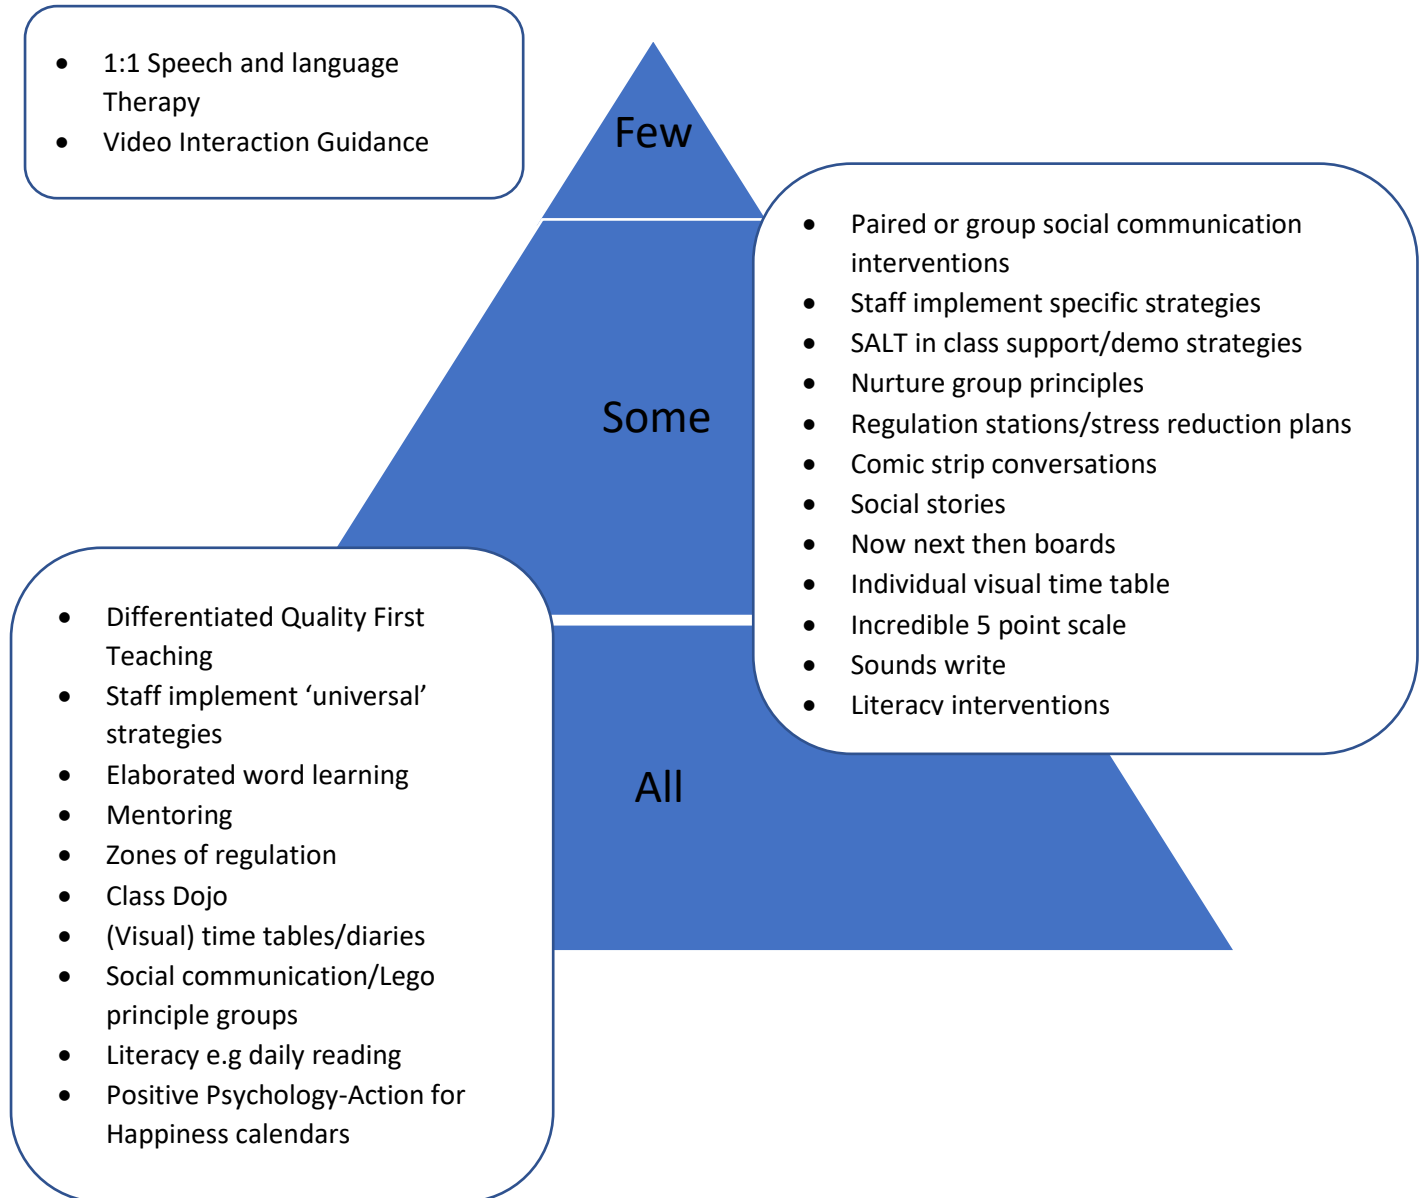 • 1:1 Speech and language
Therapy
• Video Interaction Guidance
Few
• Paired or group social communication
interventions
• Staff implement specific strategies
• SALT in class support/demo strategies
• Nurture group principles
• Regulation stations/stress reduction plans
• Comic strip conversations
• Social stories
• Now next then boards
• Individual visual time table
• Incredible 5 point scale
• Sounds write
• Literacy interventions
Some
• Differentiated Quality First
Teaching
• Staff implement ‘universal’
strategies
• Elaborated word learning
• Mentoring
• Zones of regulation
• Class Dojo
• (Visual) time tables/diaries
• Social communication/Lego
principle groups
• Literacy e.g daily reading
• Positive Psychology-Action for
Happiness calendars
All